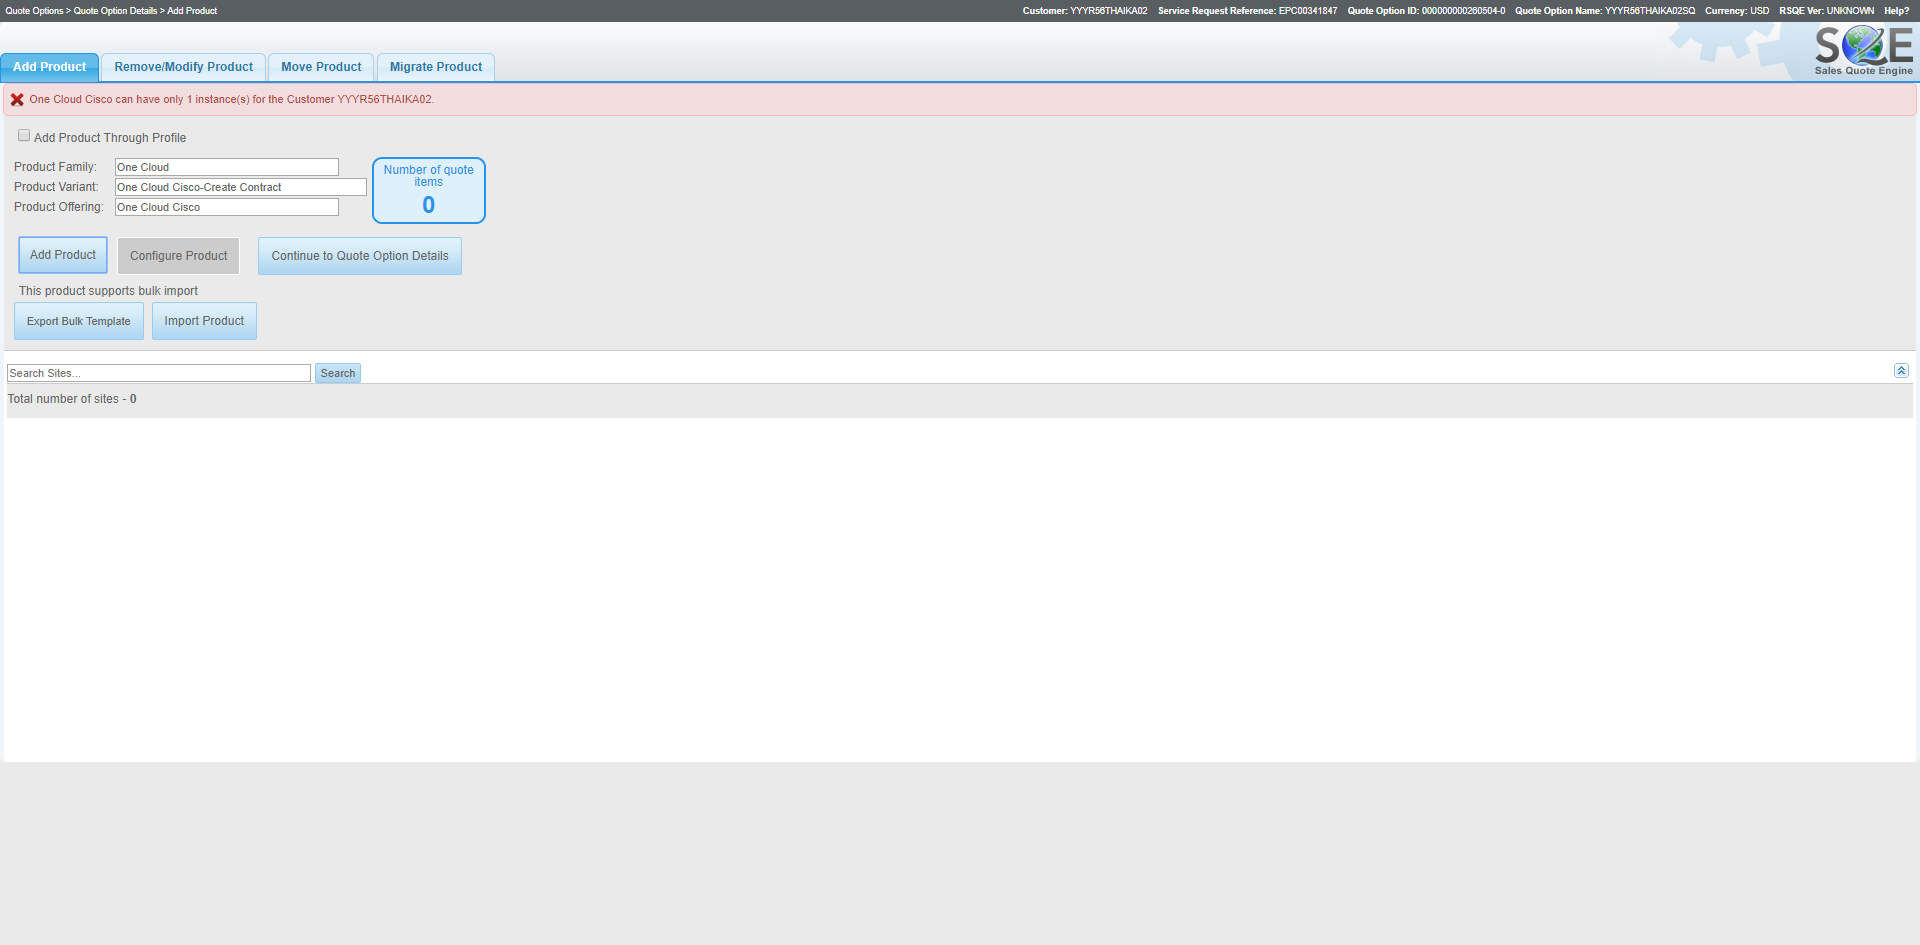 Quote Options > Quote Option Details > Add Product
Customer: YYYR56THAIKA02 Service Request Reference: EPC00341847 Quote Option ID: 000000000260504-0 Quote Option Name: YYYR56THAIKA02SQ Currency: USD RSQE Ver: UNKNOWN Help?
SQE
Sales Quote Engine
Add Product Remove/Modify Product Move Product Migrate Product
One Cloud Cisco can have only 1 instance(s) for the Customer YYYR56THAIKA02.
Add Product Through Profile
Product Family: One Cloud
Product Variant: One Cloud Cisco-Create Contract
Product Offering: One Cloud Cisco
Number of quote
items
0
Add Product Configure Product Continue to Quote Option Details
This product supports bulk import
Export Bulk Template Import Product
Search Sites... Search
Total number of sites - 0